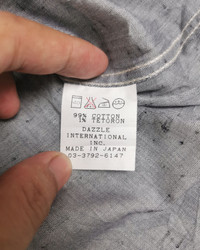 99% COTTON
1% TETORON
DAZZLE
INTERNATIONAL
INC.
MADE IN JAPAN
03-3792-6147